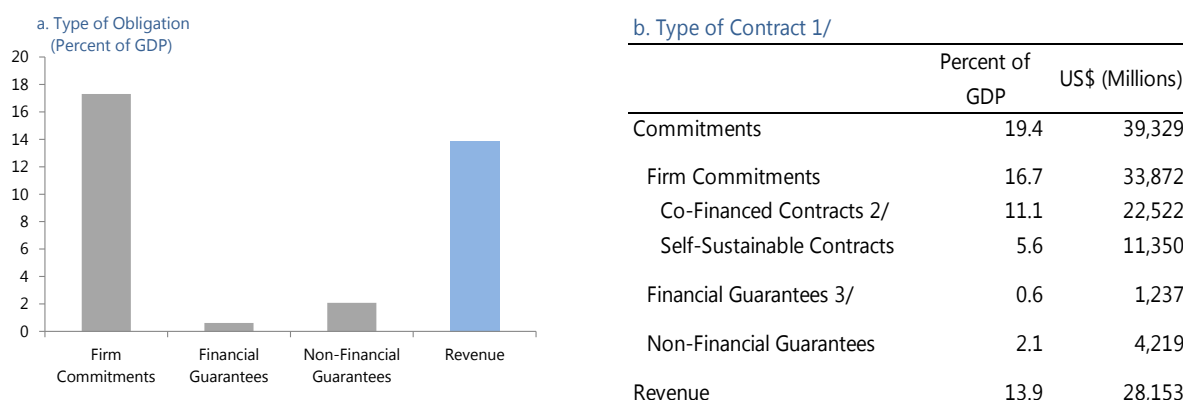 a. Type of Obligation
(Percent of GDP)
20
18
16
14
12
10
8
6
4
2
0
Firm Commitments
Financial Guarantees
Non-Financial Guarantees
Revenue
b. Type of Contract 1/
Percent of GDP US$ (Millions)
Commitments 19.4 39,329
Firm Commitments 16.7 33,872
Co-Financed Contracts 2/ 11.1 22,522
Self-Sustainable Contracts 5.6 11,350
Financial Guarantees 3/ 0.6 1,237
Non-Financial Guarantees 2.1 4,219
Revenue 13.9 28,153